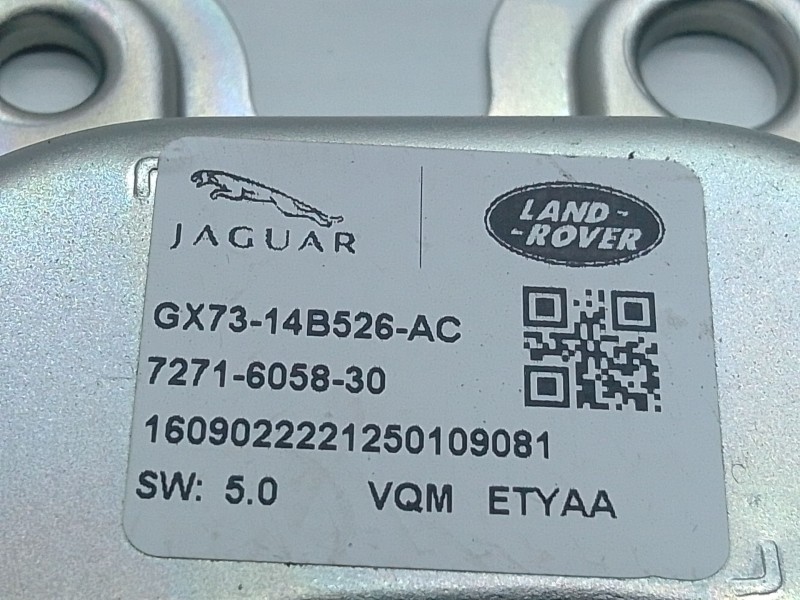 JAGUAR
LAND-
-ROVER
GX73-14B526-AC
7271-6058-30
1609022221250109081
SW: 5.0 VQM ETYAA